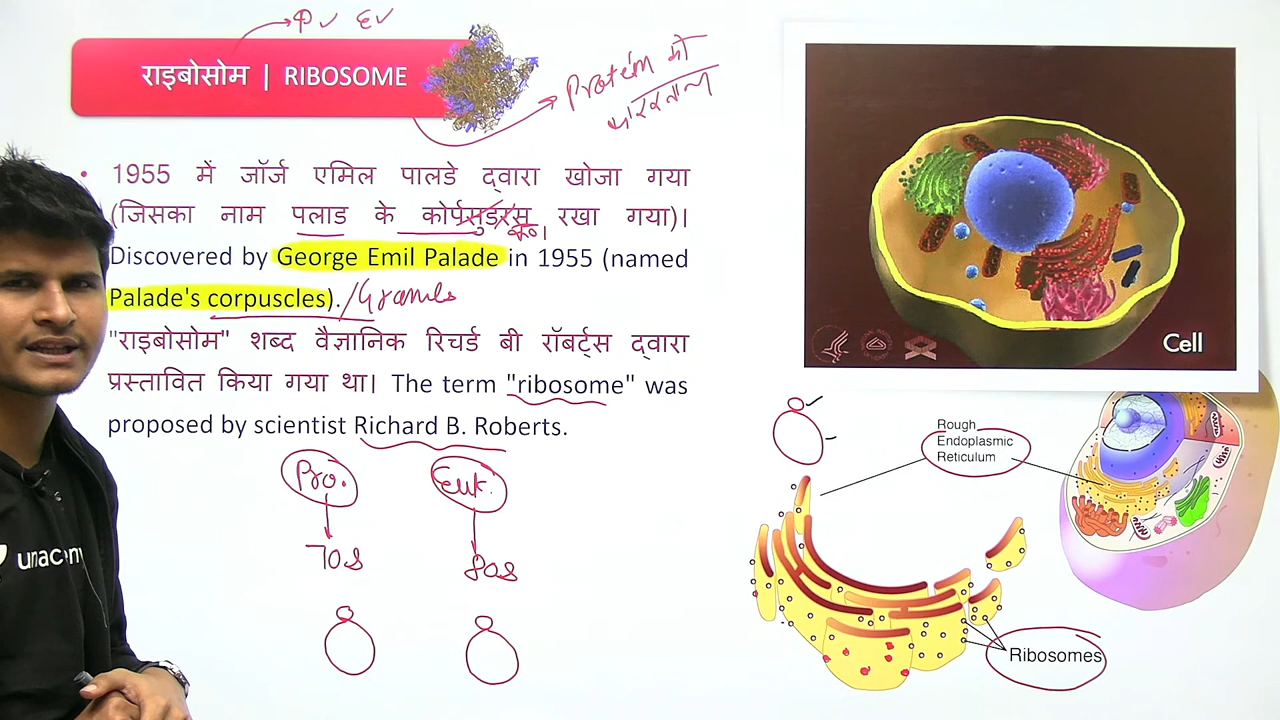 P✓ E✓
राइबोसोम | RIBOSOME
Protein की
कारखाना
• 1955 में जॉर्ज एमिल पालडे द्वारा खोजा गया
(जिसका नाम पलाड के कोर्पसुडरस रखा गया)।
Discovered by George Emil Palade in 1955 (named
Palade's corpuscles). /Granules
"राइबोसोम" शब्द वैज्ञानिक रिचर्ड बी रॉबर्ट्स द्वारा
प्रस्तावित किया गया था। The term "ribosome" was
proposed by scientist Richard B. Roberts.
Pro. Euk.
70s 80s
Cell
Rough
Endoplasmic
Reticulum
Ribosomes